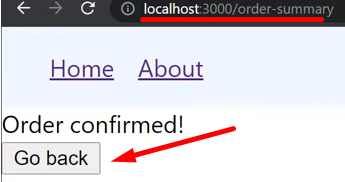 localhost:3000/order-summary
Home About
Order confirmed!
Go back